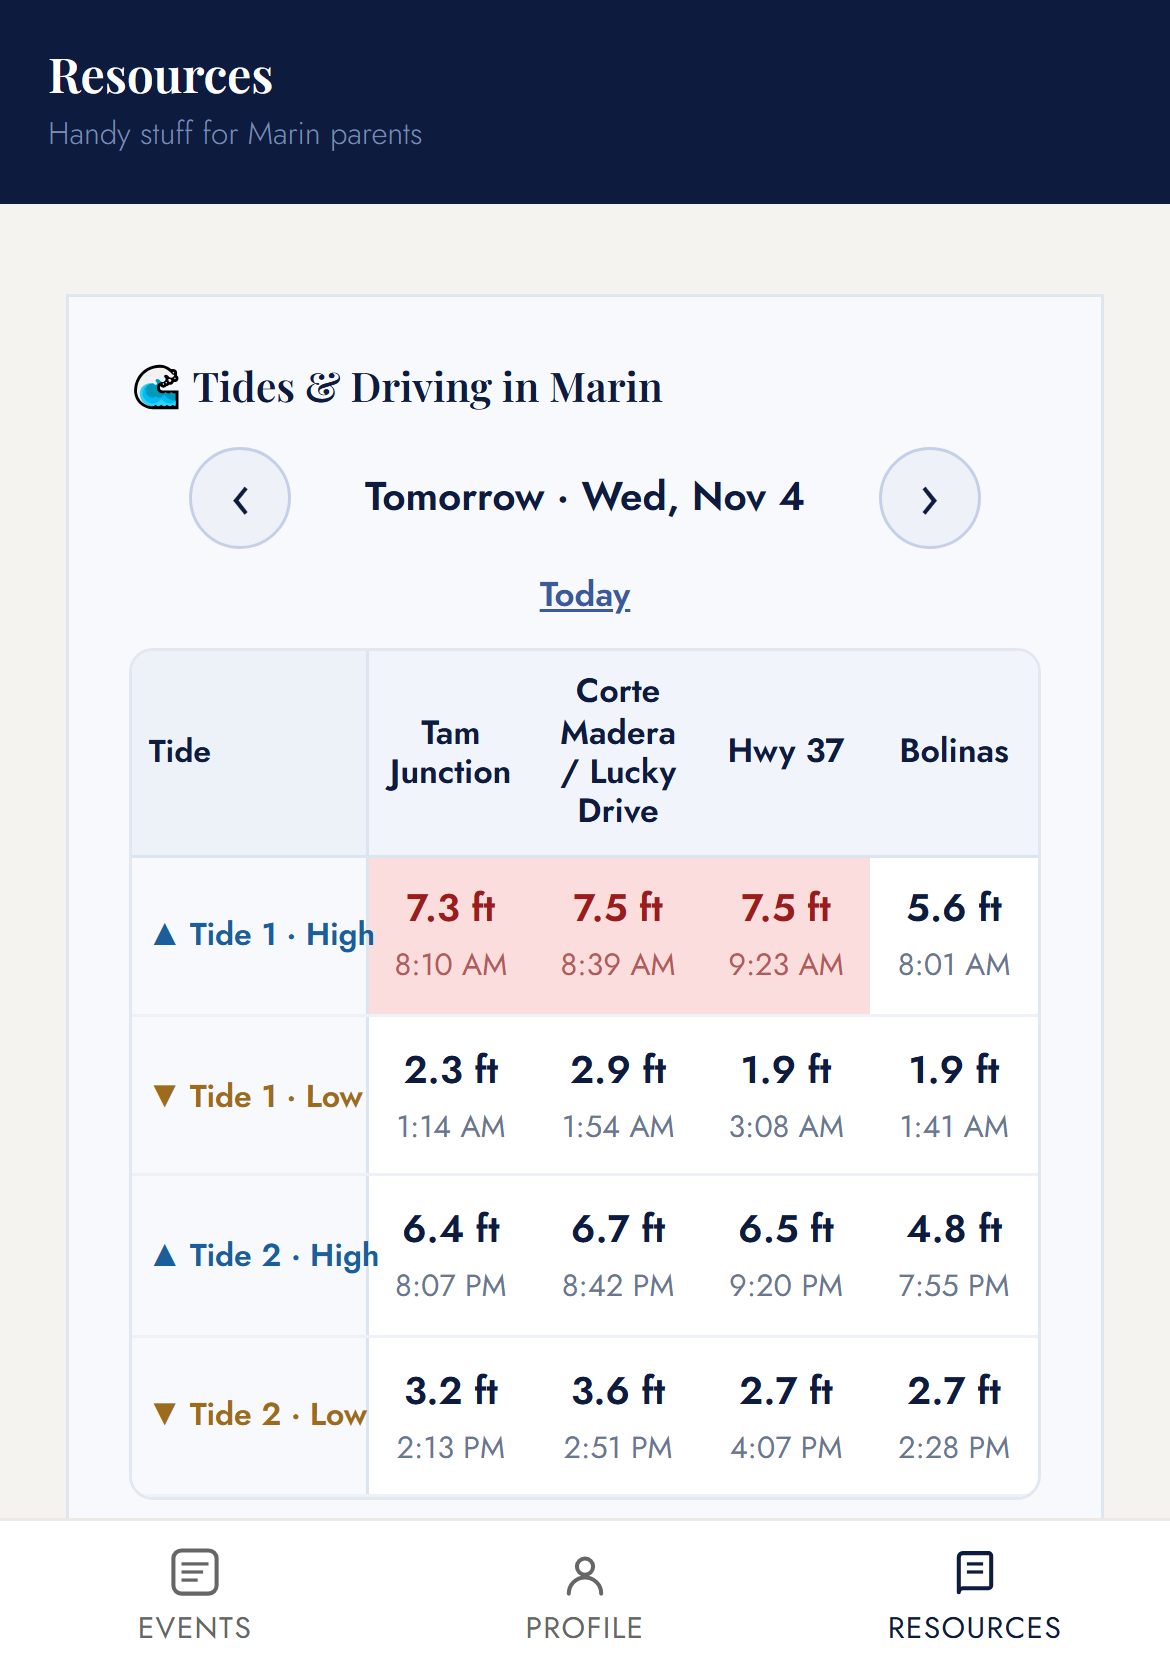 Resources
Handy stuff for Marin parents
🌊 Tides & Driving in Marin
‹ Tomorrow · Wed, Nov 4 ›
Today
Tide
Tam
Junction
Corte
Madera
/ Lucky
Drive
Hwy 37
Bolinas
▲ Tide 1 · High 7.3 ft 7.5 ft 7.5 ft 5.6 ft
8:10 AM 8:39 AM 9:23 AM 8:01 AM
▼ Tide 1 · Low 2.3 ft 2.9 ft 1.9 ft 1.9 ft
1:14 AM 1:54 AM 3:08 AM 1:41 AM
▲ Tide 2 · High 6.4 ft 6.7 ft 6.5 ft 4.8 ft
8:07 PM 8:42 PM 9:20 PM 7:55 PM
▼ Tide 2 · Low 3.2 ft 3.6 ft 2.7 ft 2.7 ft
2:13 PM 2:51 PM 4:07 PM 2:28 PM
EVENTS PROFILE RESOURCES